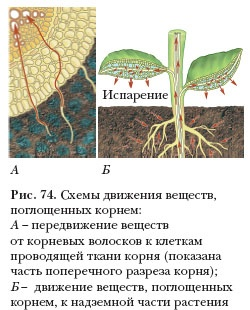 Испарение
А Б
Рис. 74. Схемы движения веществ,
поглощенных корнем:
А – передвижение веществ
от корневых волосков к клеткам
проводящей ткани корня (показана
часть поперечного разреза корня);
Б – движение веществ, поглощенных
корнем, к надземной части растения